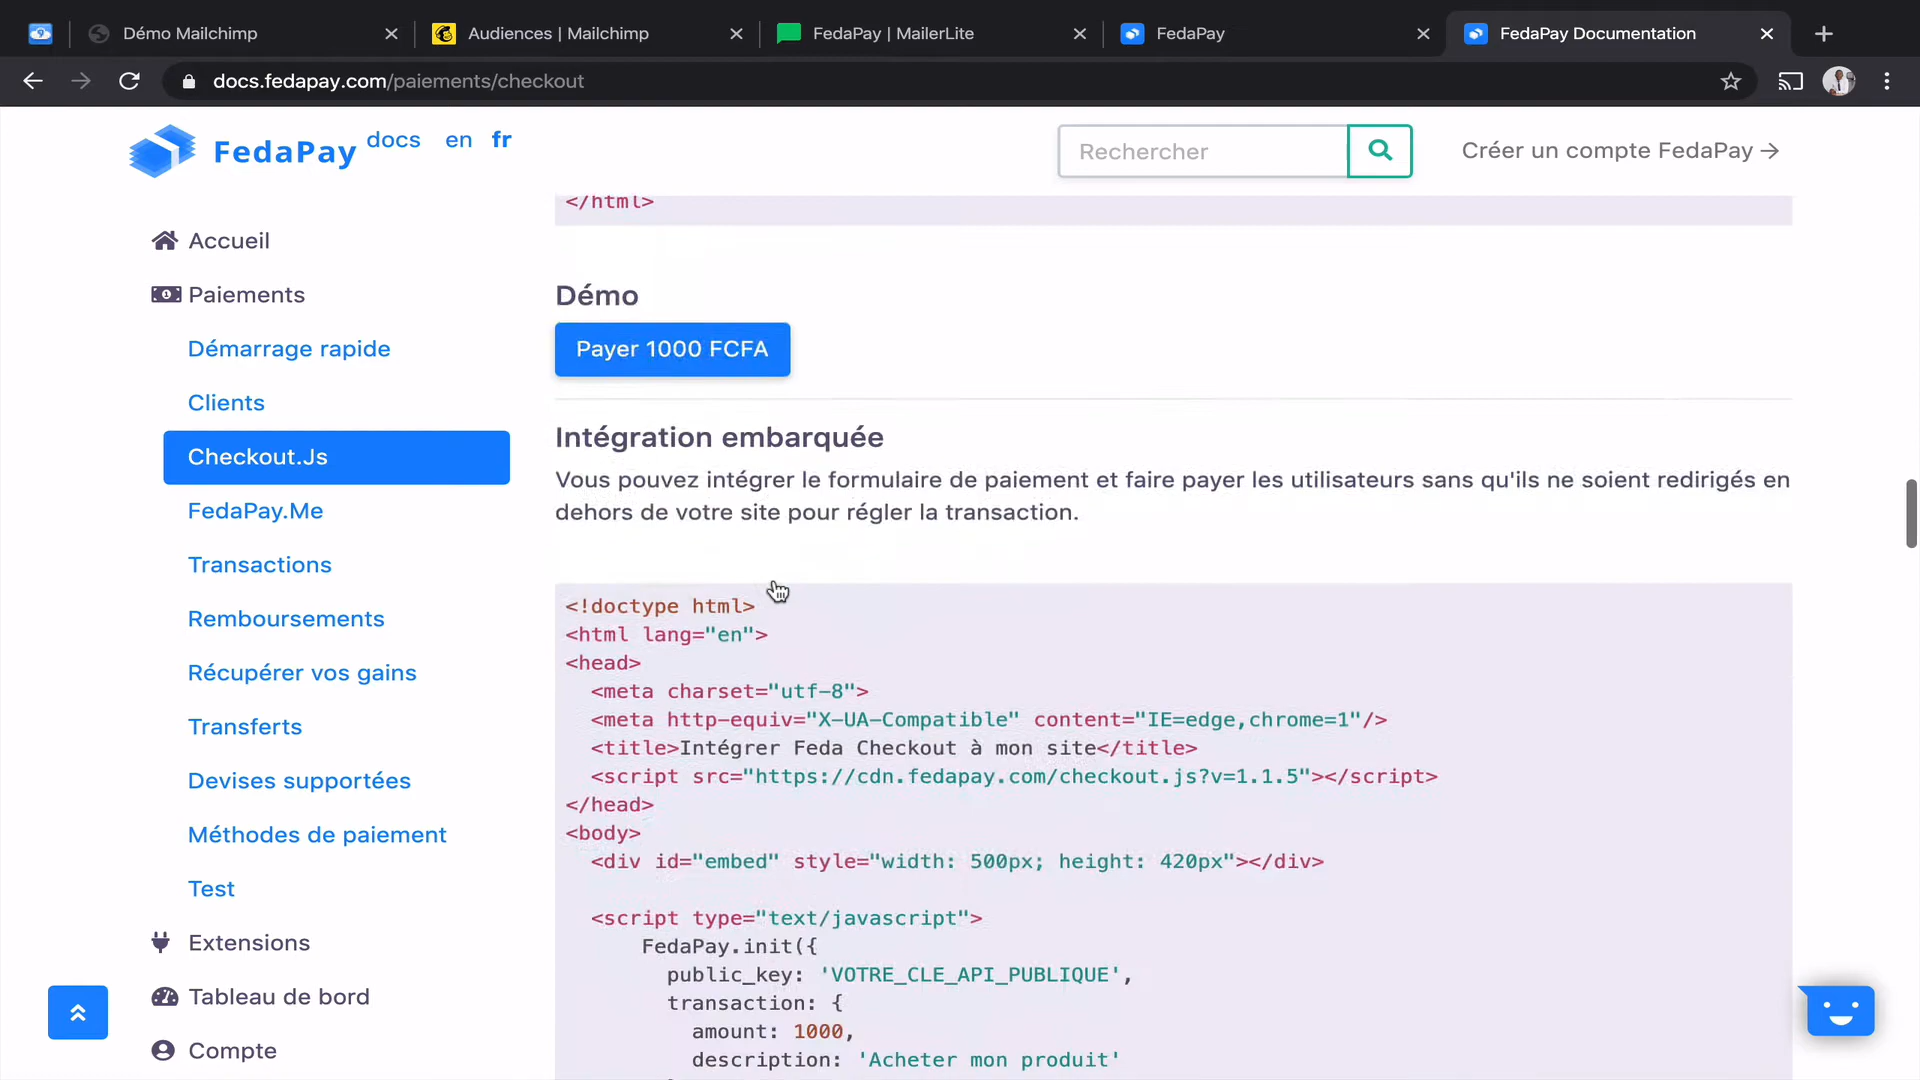 Démo Mailchimp
Audiences | Mailchimp
FedaPay | MailerLite
FedaPay
FedaPay Documentation
docs.fedapay.com/paiements/checkout
FedaPay docs en fr
Rechercher
Créer un compte FedaPay →
</html>
Accueil
Paiements
Démarrage rapide
Clients
Checkout.Js
FedaPay.Me
Transactions
Remboursements
Récupérer vos gains
Transferts
Devises supportées
Méthodes de paiement
Test
Extensions
Tableau de bord
Compte
Démo
Payer 1000 FCFA
Intégration embarquée
Vous pouvez intégrer le formulaire de paiement et faire payer les utilisateurs sans qu'ils ne soient redirigés en
dehors de votre site pour régler la transaction.
<!doctype html>
<html lang="en">
<head>
<meta charset="utf-8">
<meta http-equiv="X-UA-Compatible" content="IE=edge,chrome=1"/>
<title>Intégrer Feda Checkout à mon site</title>
<script src="https://cdn.fedapay.com/checkout.js?v=1.1.5"></script>
</head>
<body>
<div id="embed" style="width: 500px; height: 420px"></div>
<script type="text/javascript">
FedaPay.init({
public_key: 'VOTRE_CLE_API_PUBLIQUE',
transaction: {
amount: 1000,
description: 'Acheter mon produit'